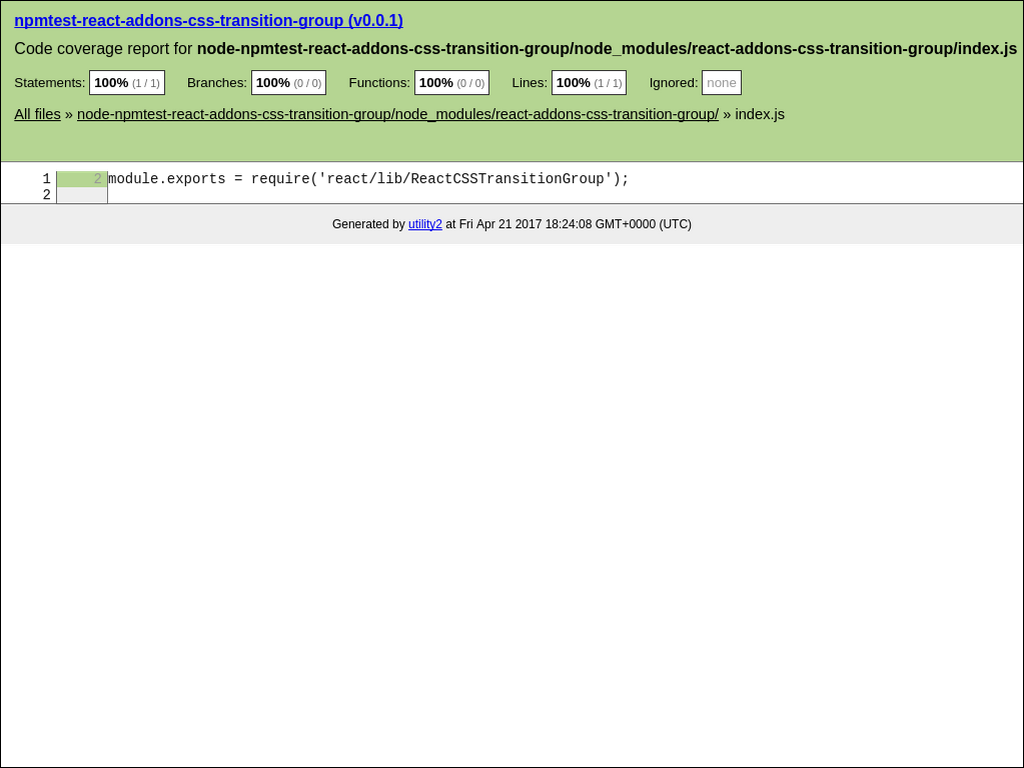 npmtest-react-addons-css-transition-group (v0.0.1)
Code coverage report for node-npmtest-react-addons-css-transition-group/node_modules/react-addons-css-transition-group/index.js
Statements: 100% (1 / 1) Branches: 100% (0 / 0) Functions: 100% (0 / 0) Lines: 100% (1 / 1) Ignored: none
All files » node-npmtest-react-addons-css-transition-group/node_modules/react-addons-css-transition-group/ » index.js
1 2 module.exports = require('react/lib/ReactCSSTransitionGroup');
2
Generated by utility2 at Fri Apr 21 2017 18:24:08 GMT+0000 (UTC)